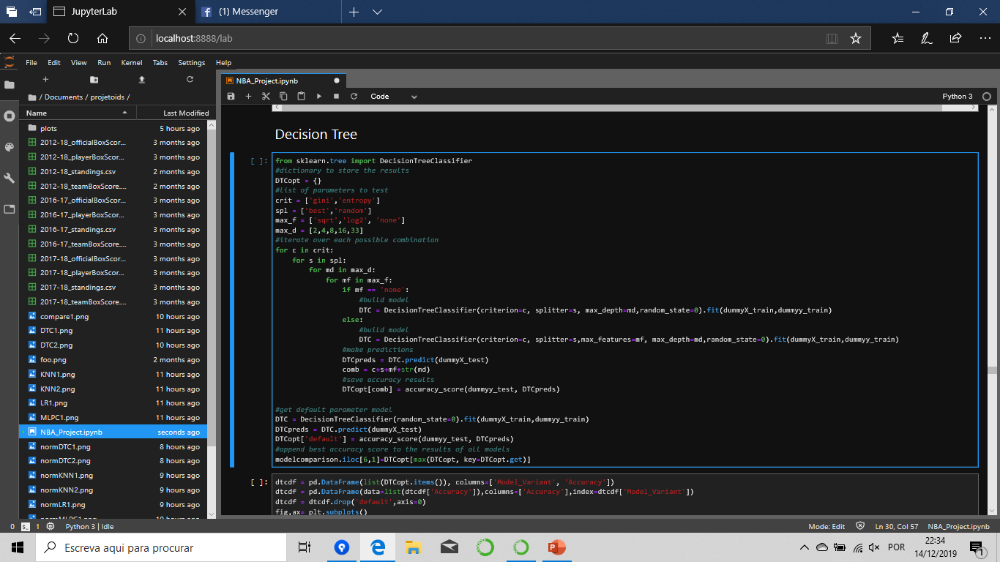 JupyterLab
(1) Messenger
localhost:8888/lab
File Edit View Run Kernel Tabs Settings Help
NBA_Project.ipynb
/ Documents / projetoids /
Code
Python 3
Name Last Modified
plots 5 hours ago
2012-18_officialBoxScor... 3 months ago
2012-18_playerBoxScor... 3 months ago
2012-18_standings.csv 2 months ago
2012-18_teamBoxScore.... 2 months ago
2016-17_officialBoxScor... 3 months ago
2016-17_playerBoxScor... 3 months ago
2016-17_standings.csv 3 months ago
2016-17_teamBoxScore.... 3 months ago
2017-18_officialBoxScor... 3 months ago
2017-18_playerBoxScor... 3 months ago
2017-18_standings.csv 3 months ago
2017-18_teamBoxScore.... 3 months ago
compare1.png 10 hours ago
DTC1.png 11 hours ago
DTC2.png 10 hours ago
foo.png 2 months ago
KNN1.png 11 hours ago
KNN2.png 11 hours ago
LR1.png 11 hours ago
MLPC1.png 11 hours ago
NBA_Project.ipynb seconds ago
normDTC1.png 8 hours ago
normDTC2.png 8 hours ago
normKNN1.png 9 hours ago
normKNN2.png 9 hours ago
normLR1.png 9 hours ago
Decision Tree
[ ]:
from sklearn.tree import DecisionTreeClassifier
#dictionary to store the results
DTCopt = {}
#list of parameters to test
crit = ['gini','entropy']
spl = ['best','random']
max_f = ['sqrt','log2', 'none']
max_d = [2,4,8,16,33]
#iterate over each possible combination
for c in crit:
for s in spl:
for md in max_d:
for mf in max_f:
if mf == 'none':
#build model
DTC = DecisionTreeClassifier(criterion=c, splitter=s, max_depth=md,random_state=0).fit(dummyX_train,dummyy_train)
else:
#build model
DTC = DecisionTreeClassifier(criterion=c, splitter=s,max_features=mf, max_depth=md,random_state=0).fit(dummyX_train,dummyy_train)
#make predictions
DTCpreds = DTC.predict(dummyX_test)
comb = c+s+mf+str(md)
#save accuracy results
DTCopt[comb] = accuracy_score(dummyy_test, DTCpreds)
#get default parameter model
DTC = DecisionTreeClassifier(random_state=0).fit(dummyX_train,dummyy_train)
DTCpreds = DTC.predict(dummyX_test)
DTCopt['default'] = accuracy_score(dummyy_test, DTCpreds)
#append best accuracy score to the results of all models
modelcomparison.iloc[6,1]=DTCopt[max(DTCopt, key=DTCopt.get)]
[ ]:
dtcdf = pd.DataFrame(list(DTCopt.items()), columns=['Model_Variant', 'Accuracy'])
dtcdf = pd.DataFrame(data=list(dtcdf['Accuracy']),columns=['Accuracy'],index=dtcdf['Model_Variant'])
dtcdf = dtcdf.drop('default',axis=0)
fig,ax= plt.subplots()
0 1 Python 3 | Idle
Mode: Edit Ln 30, Col 57 NBA_Project.ipynb
Escreva aqui para procurar
POR
22:34
14/12/2019
1